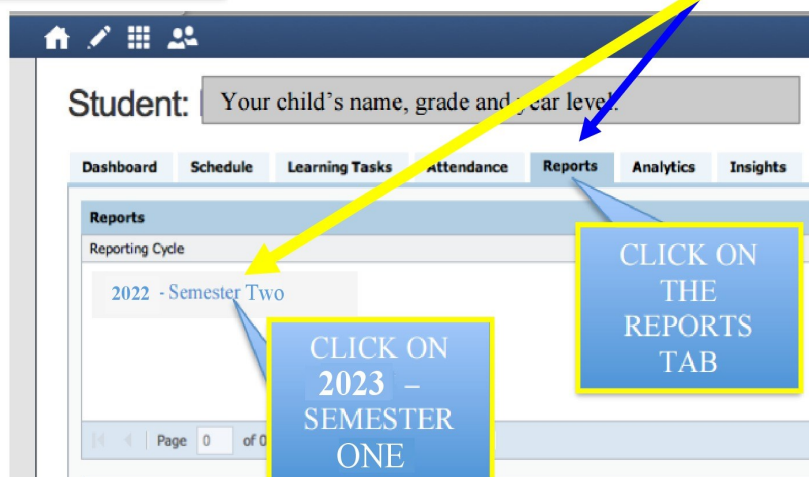 Student:
Your child's name, grade and year level.
Dashboard Schedule Learning Tasks Attendance Reports Analytics Insights
Reports
Reporting Cycle
2022 - Semester Two
CLICK ON
THE
REPORTS
TAB
CLICK ON
2023 –
SEMESTER
ONE
Page 0 of 0